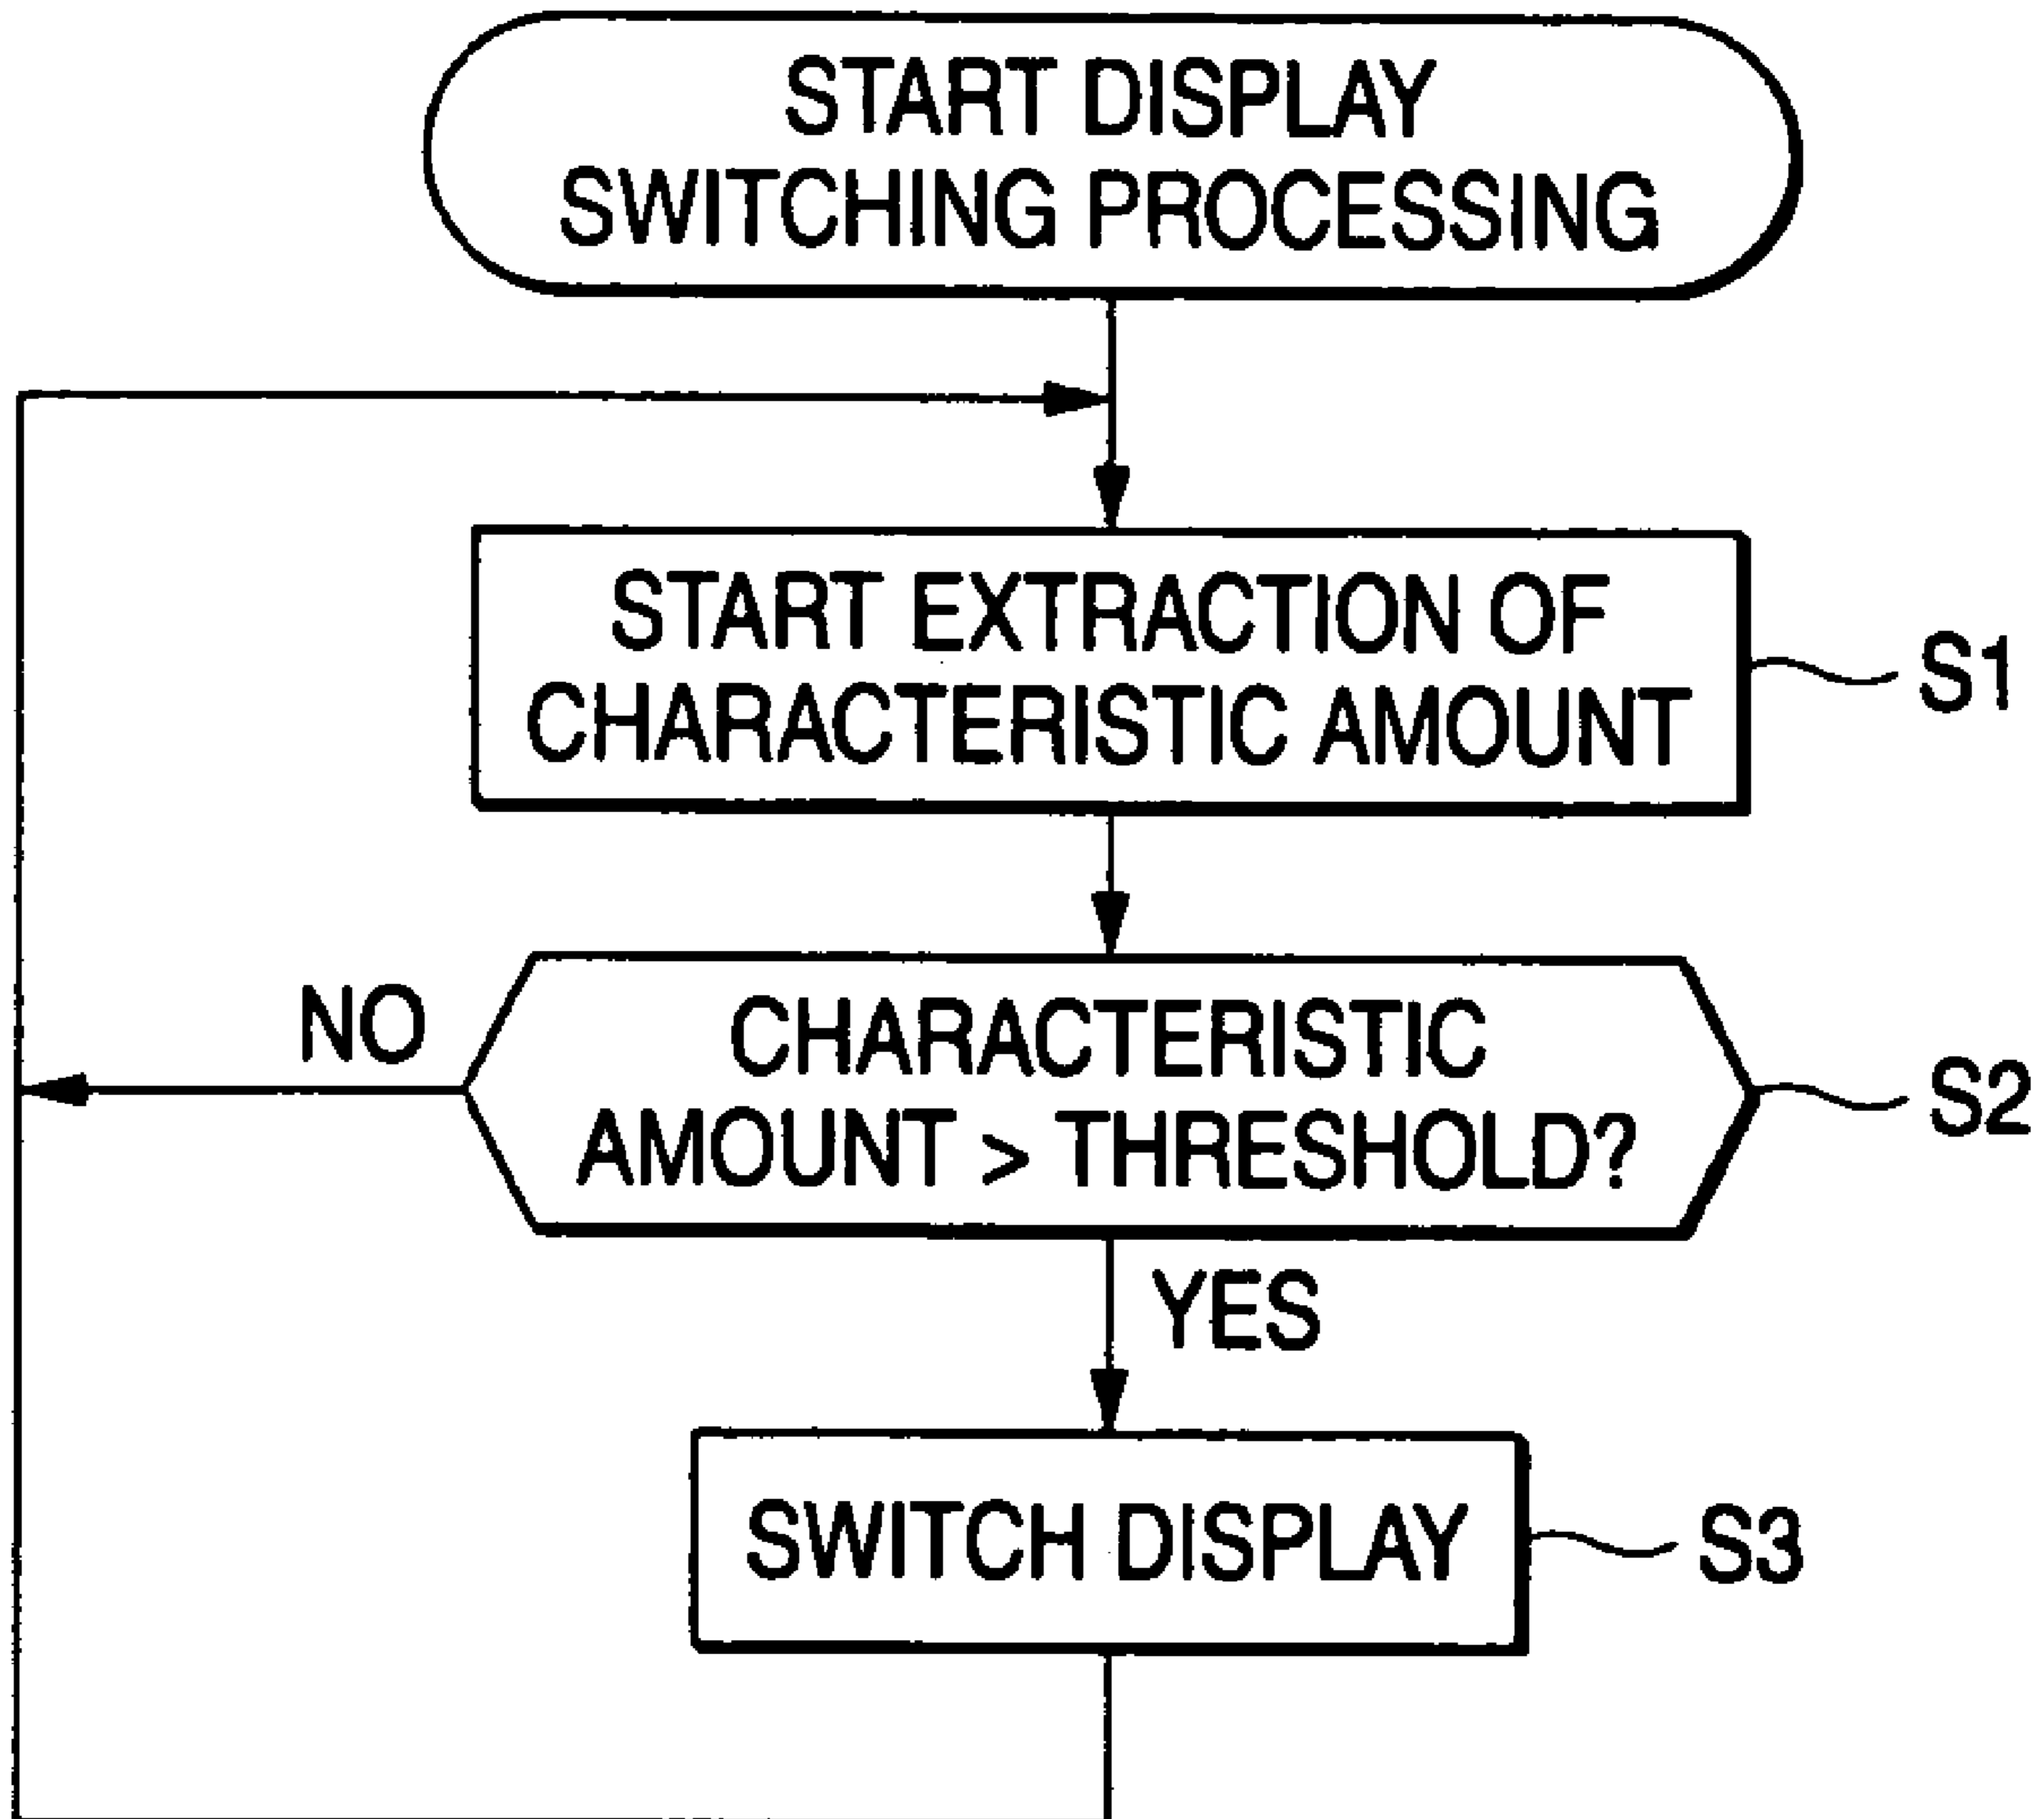 START DISPLAY
SWITCHING PROCESSING
START EXTRACTION OF
CHARACTERISTIC AMOUNT
S1
NO
CHARACTERISTIC
AMOUNT > THRESHOLD?
S2
YES
SWITCH DISPLAY
S3